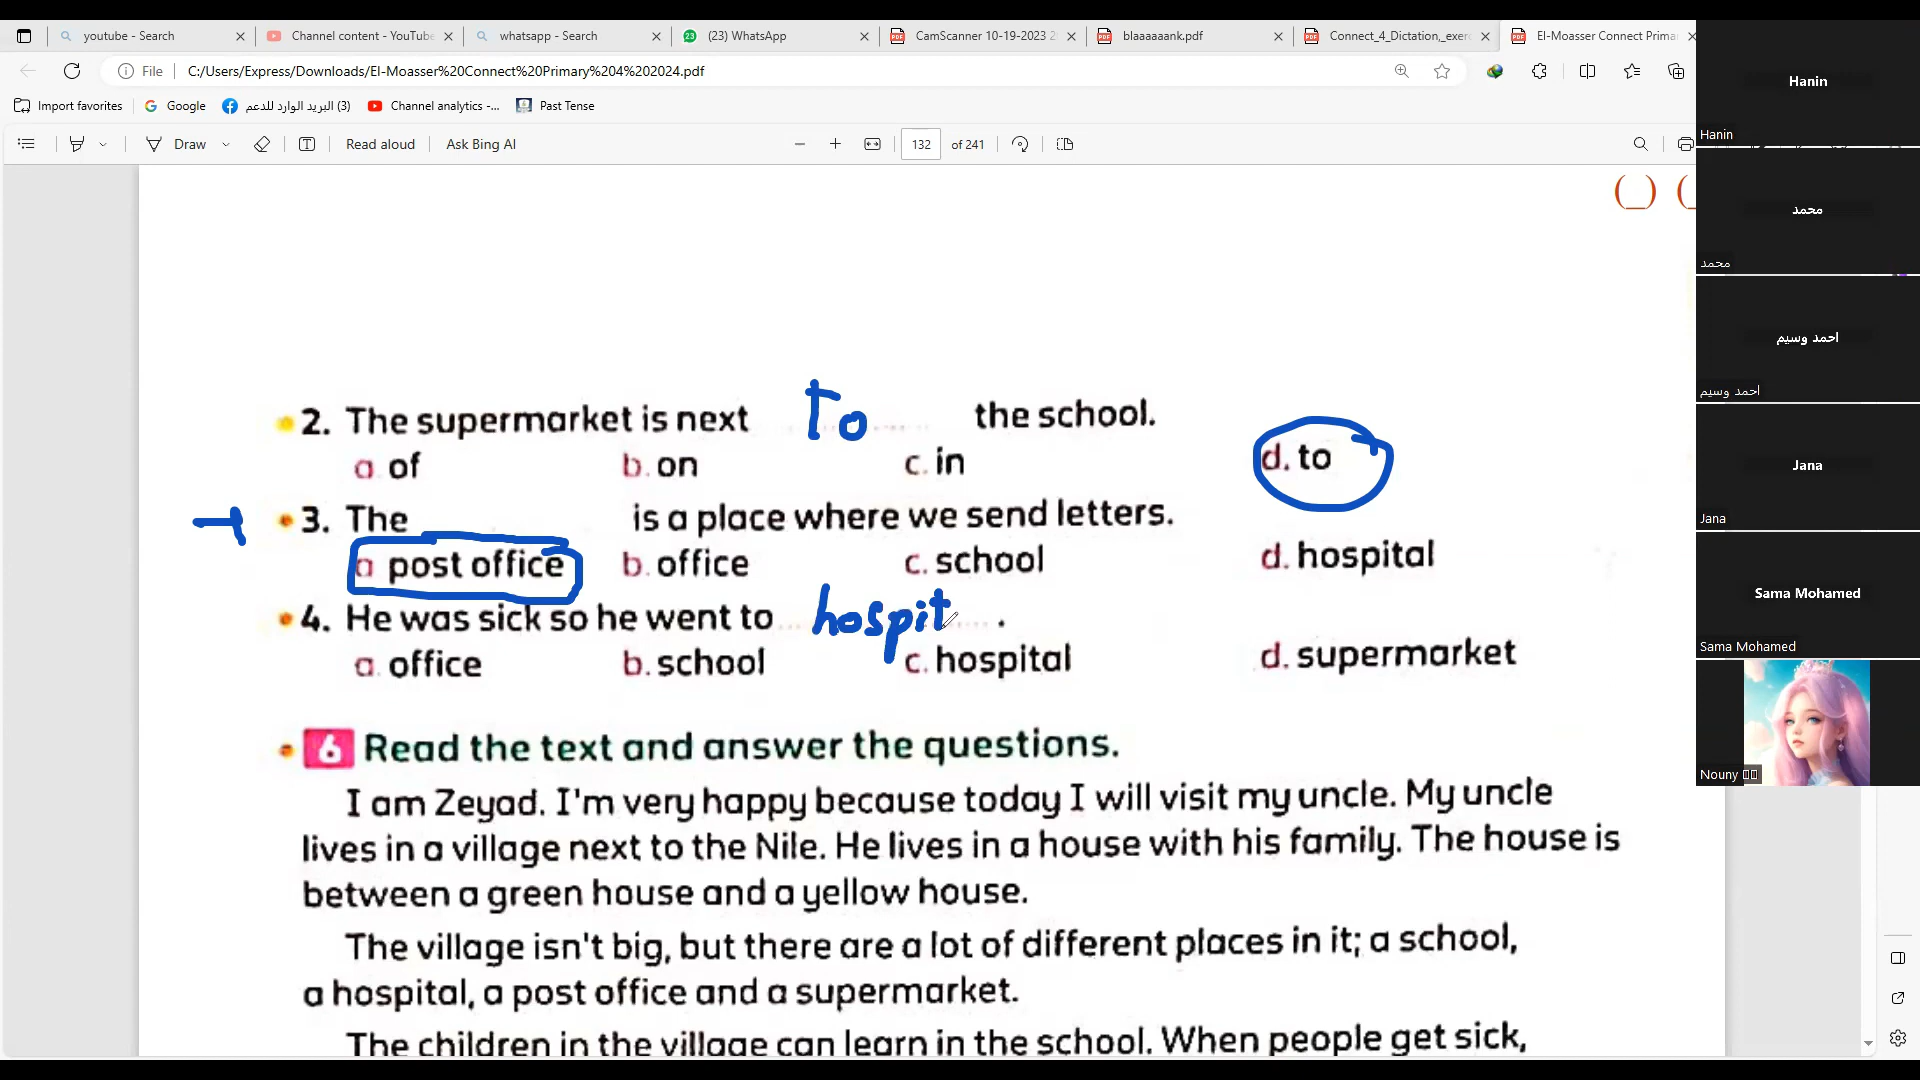 youtube - Search
Channel content - YouTube
whatsapp - Search
(23) WhatsApp
CamScanner 10-19-2023 2
blaaaaaank.pdf
Connect_4_Dictation,_exer
El-Moasser Connect Prima
File C:/Users/Express/Downloads/El-Moasser%20Connect%20Primary%204%202024.pdf
Import favorites Google (3) البريد الوارد للدعم Channel analytics -... Past Tense
Draw Read aloud Ask Bing AI 132 of 241
2. The supermarket is next to the school.
a. of b. on c. in d. to
3. The is a place where we send letters.
a post office b. office c. school d. hospital
4. He was sick so he went to hospit .
a. office b. school c. hospital d. supermarket
6 Read the text and answer the questions.
I am Zeyad. I'm very happy because today I will visit my uncle. My uncle
lives in a village next to the Nile. He lives in a house with his family. The house is
between a green house and a yellow house.
The village isn't big, but there are a lot of different places in it; a school,
a hospital, a post office and a supermarket.
The children in the village can learn in the school. When people get sick,
Hanin
Hanin
محمد
محمد
احمد وسيم
احمد وسيم
Jana
Jana
Sama Mohamed
Sama Mohamed
Nouny